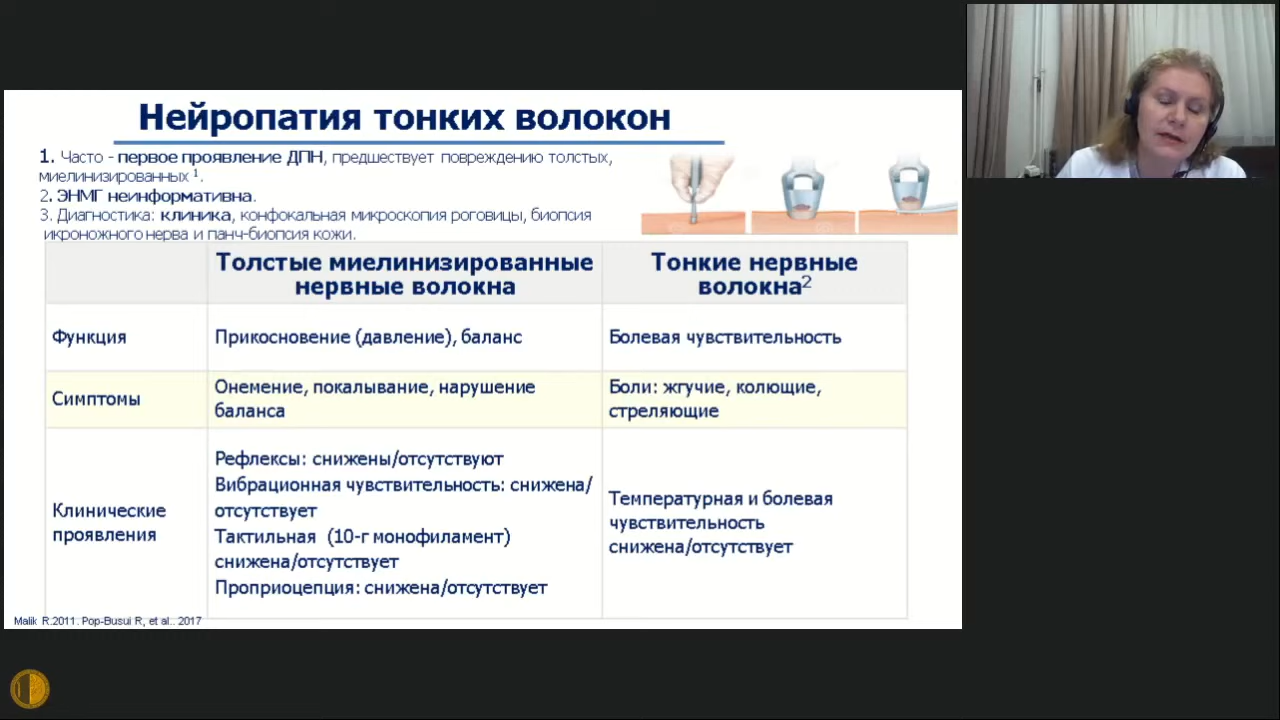 Нейропатия тонких волокон
1. Часто - первое проявление ДПН, предшествует повреждению толстых,
миелинизированных 1.
2. ЭНМГ неинформативна.
3. Диагностика: клиника, конфокальная микроскопия роговицы, биопсия
икроножного нерва и панч-биопсия кожи.
Толстые миелинизированные
нервные волокна
Тонкие нервные
волокна2
Функция
Прикосновение (давление), баланс
Болевая чувствительность
Симптомы
Онемение, покалывание, нарушение
баланса
Боли: жгучие, колющие,
стреляющие
Клинические
проявления
Рефлексы: снижены/отсутствуют
Вибрационная чувствительность: снижена/
отсутствует
Тактильная (10-г монофиламент)
снижена/отсутствует
Проприоцепция: снижена/отсутствует
Температурная и болевая
чувствительность
снижена/отсутствует
Malik R.2011. Pop-Busui R, et al.. 2017